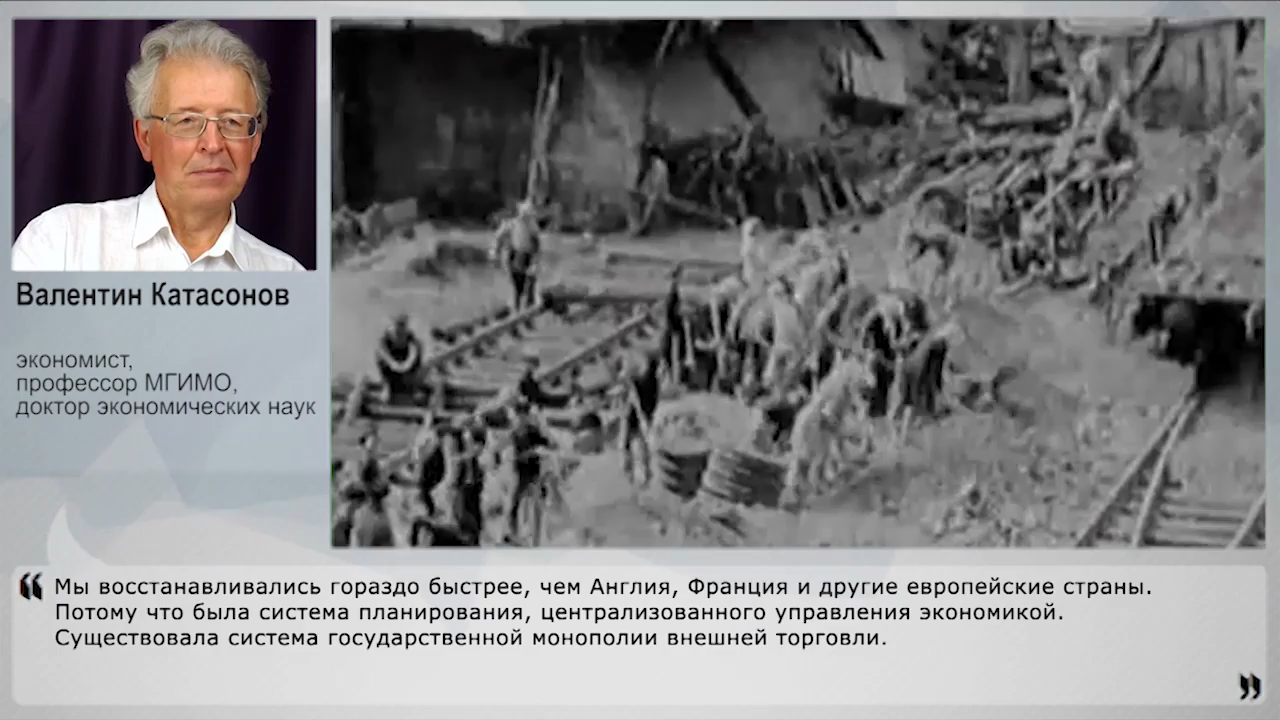 Валентин Катасонов
экономист,
профессор МГИМО,
доктор экономических наук
“ Мы восстанавливались гораздо быстрее, чем Англия, Франция и другие европейские страны.
Потому что была система планирования, централизованного управления экономикой.
Существовала система государственной монополии внешней торговли.
”